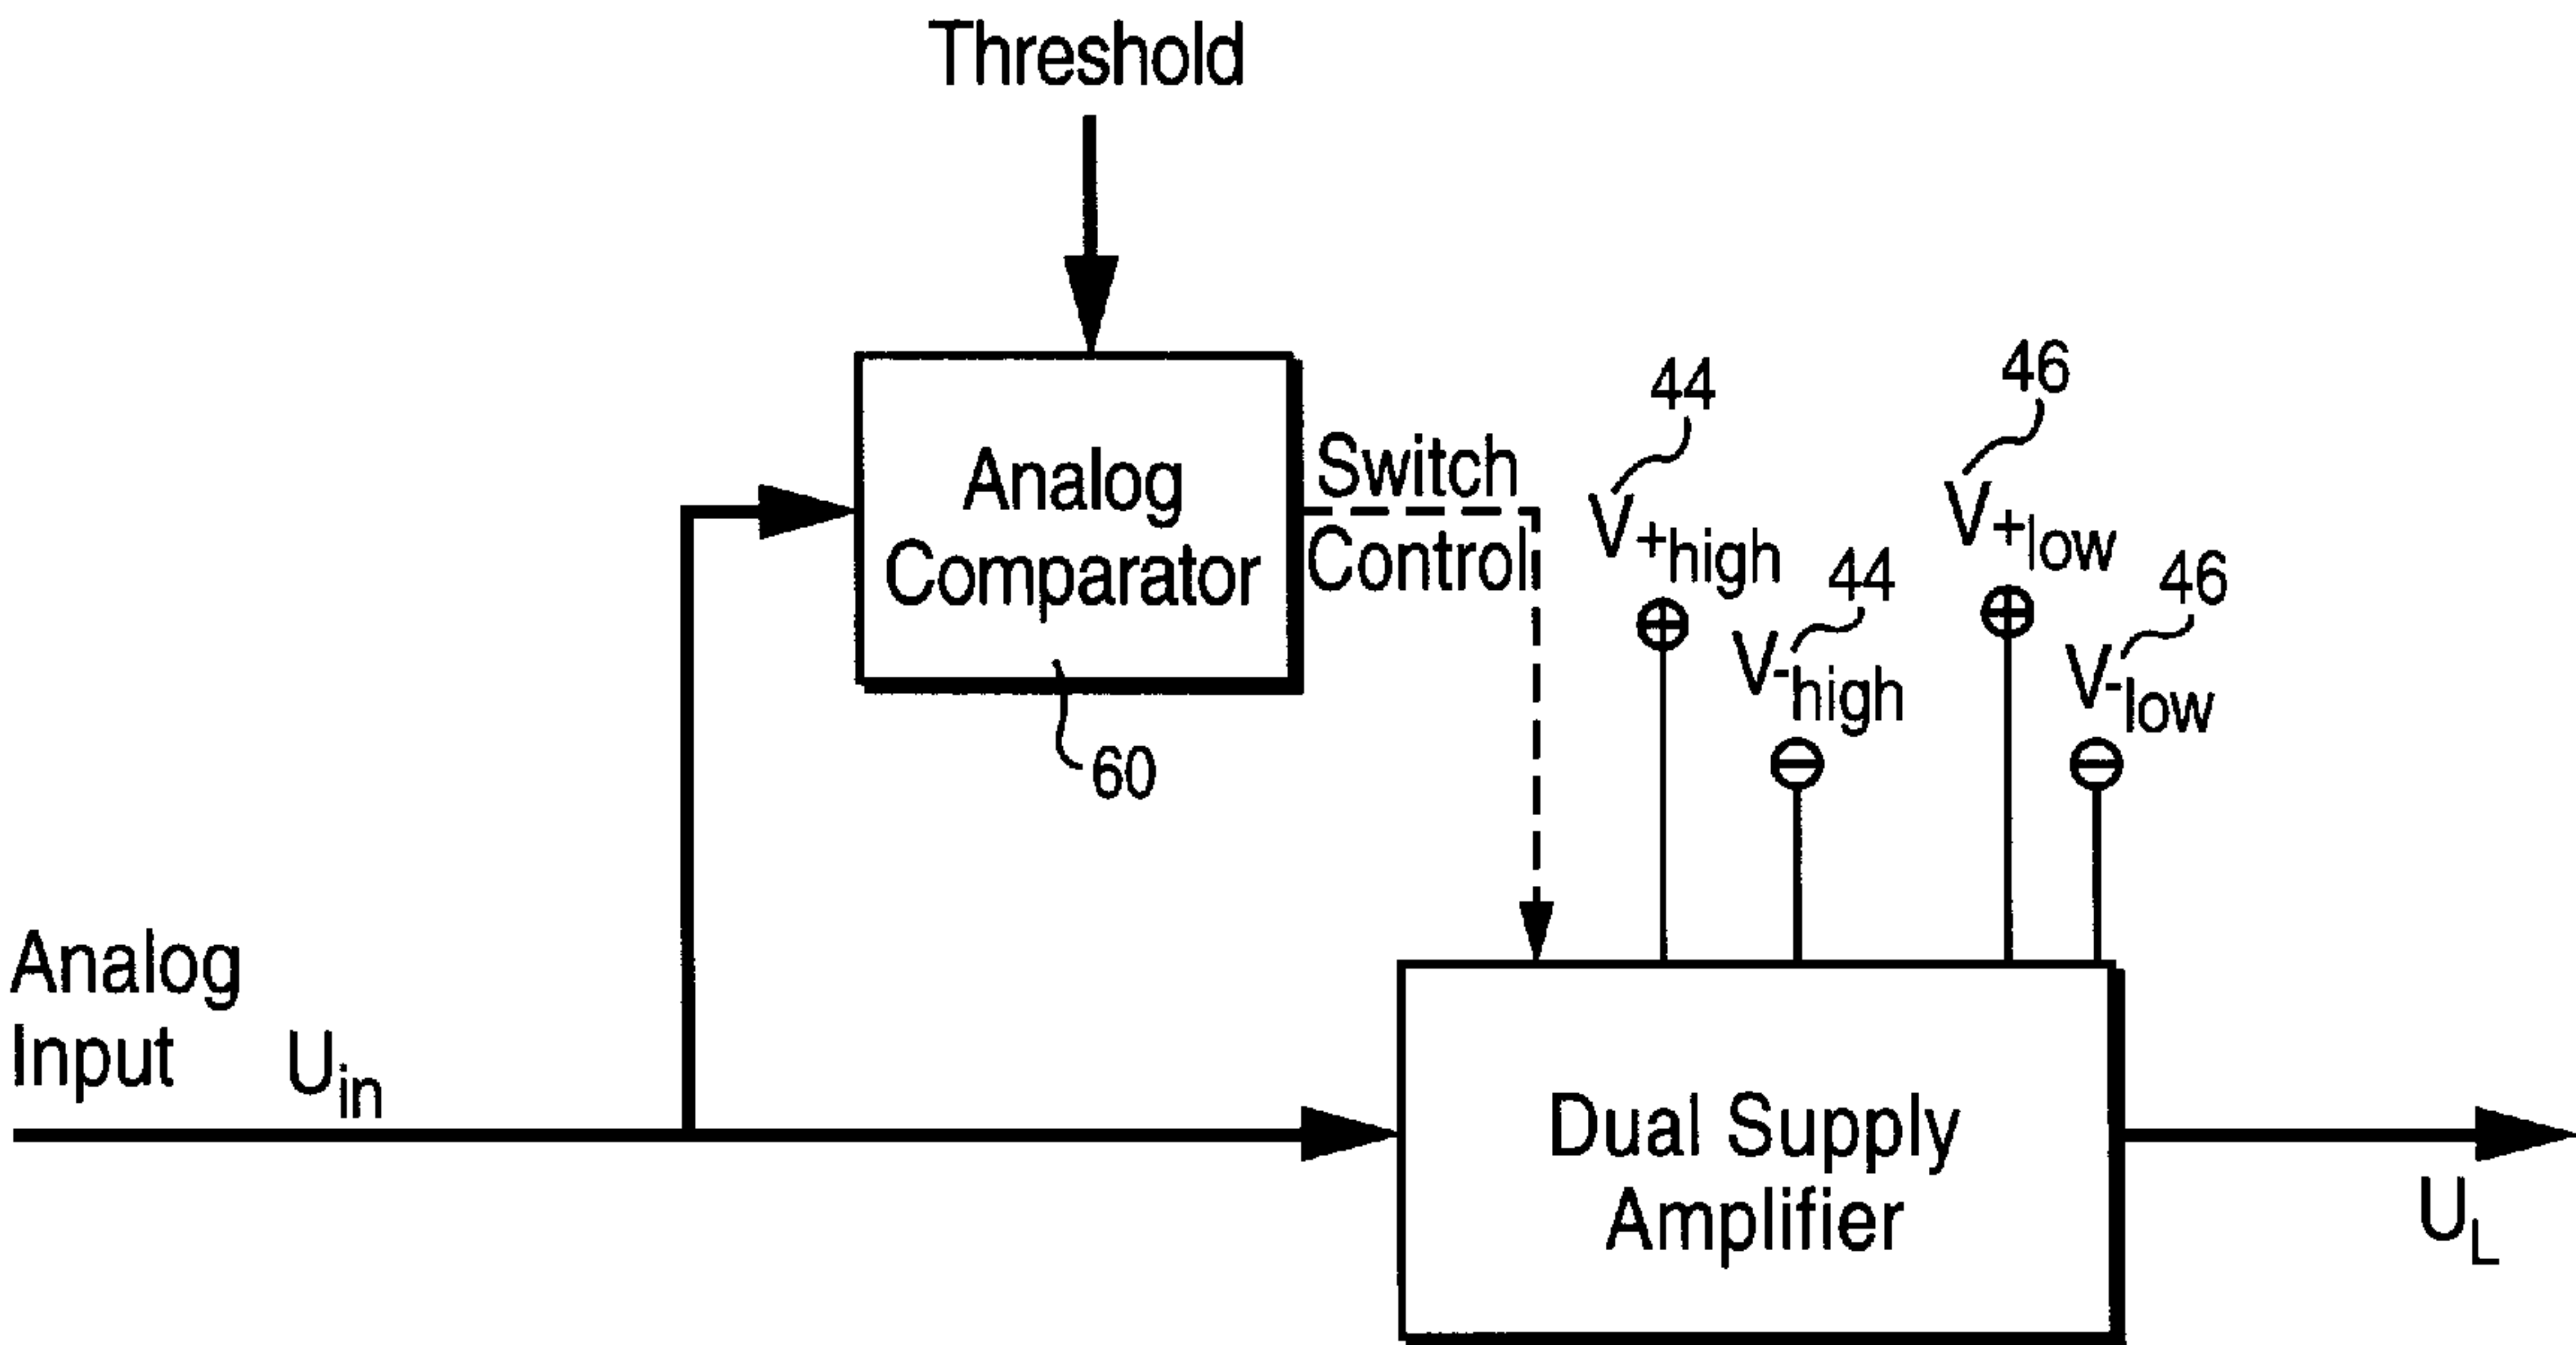 Threshold
Analog
Comparator
60
Switch
Control
44
V+high
44
V-high
46
V+low
46
V-low
Analog
Input Uin
Dual Supply
Amplifier
UL